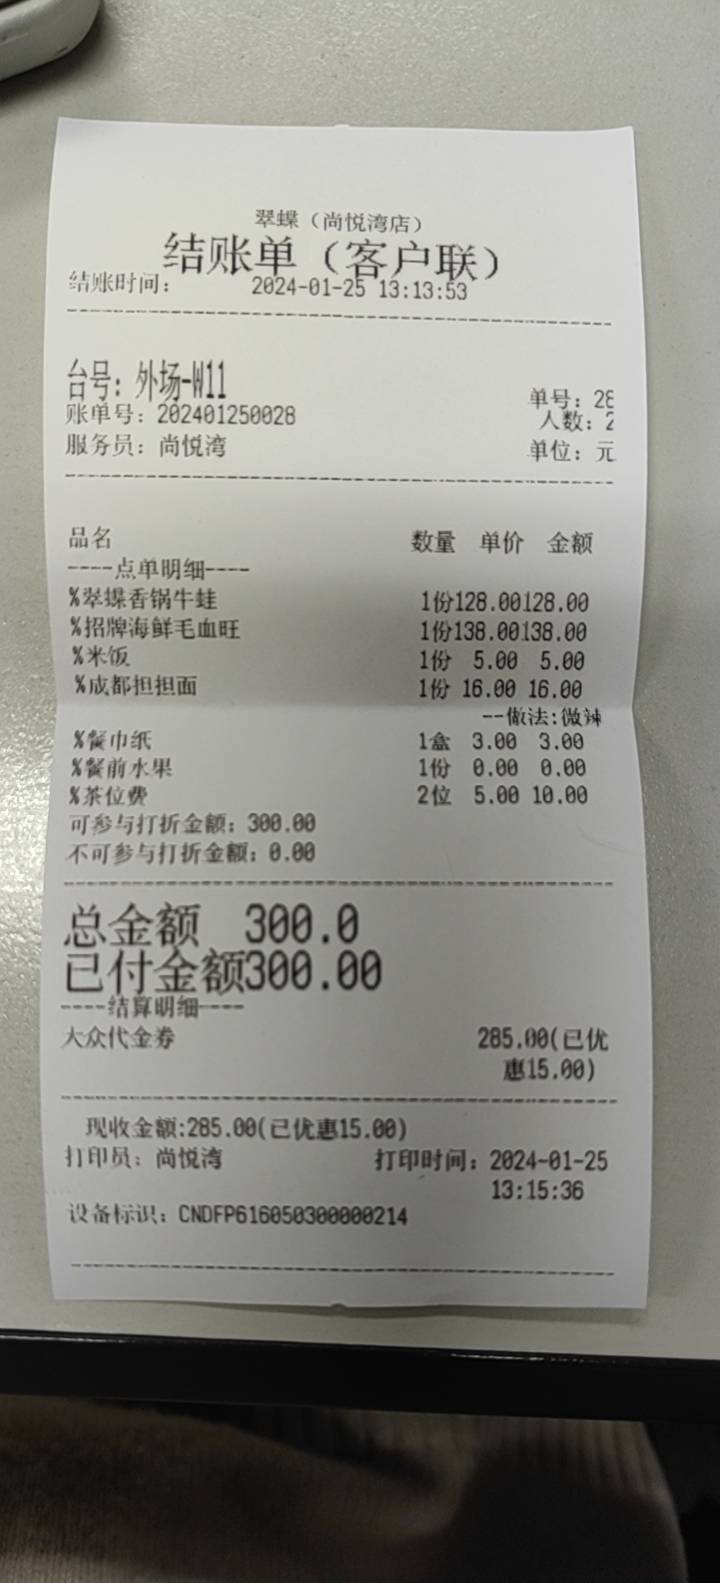 翠蝶（尚悦湾店）
结账单（客户联）
结账时间： 2024-01-25 13:13:53
台号：外场-W11
单号：28
账单号：202401250028
人数：2
服务员：尚悦湾 单位：元
品名 数量 单价 金额
----点单明细----
%翠蝶香锅牛蛙 1份128.00128.00
%招牌海鲜毛血旺 1份138.00138.00
%米饭 1份 5.00 5.00
%成都担担面 1份 16.00 16.00
--做法:微辣
%餐巾纸 1盒 3.00 3.00
%餐前水果 1份 0.00 0.00
%茶位费 2位 5.00 10.00
可参与打折金额：300.00
不可参与打折金额：0.00
总金额 300.0
已付金额300.00
----结算明细----
大众代金券 285.00(已优
惠15.00)
现收金额:285.00(已优惠15.00)
打印员：尚悦湾 打印时间：2024-01-25
13:15:36
设备标识：CNDFP616050300000214